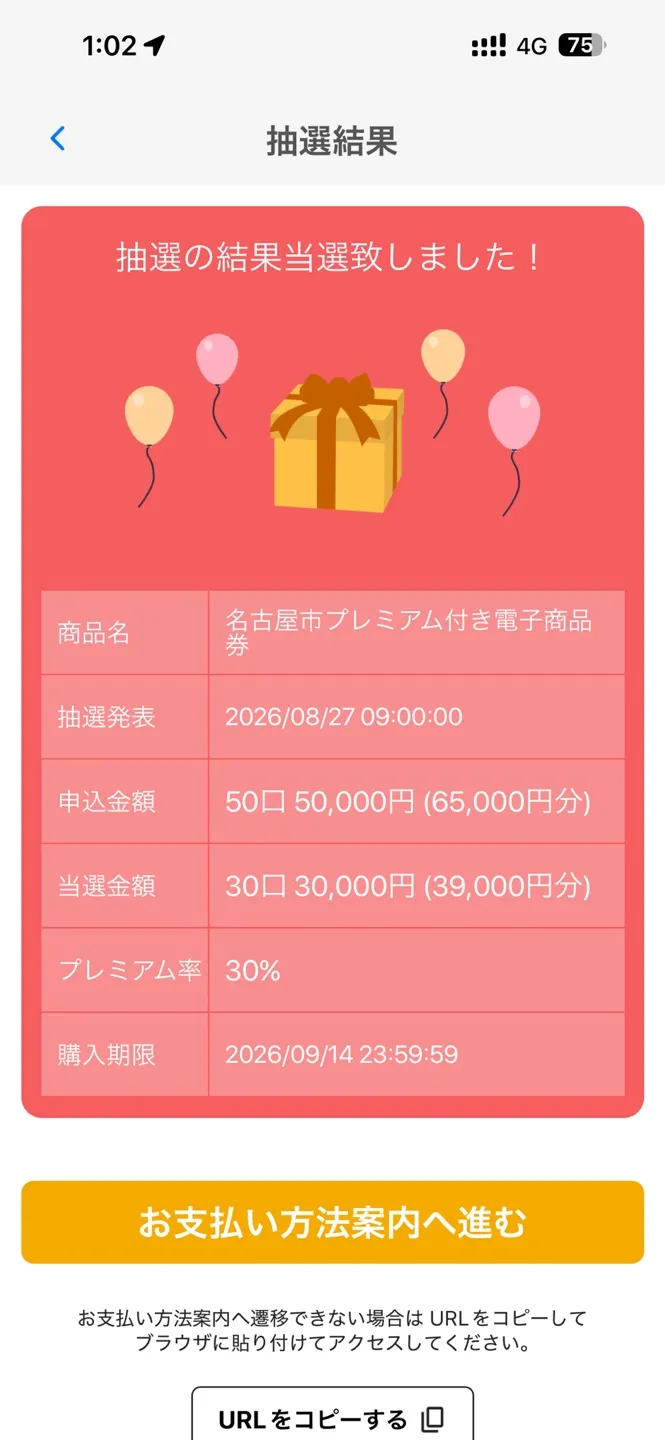 1:02 4G 75
抽選結果
抽選の結果当選致しました！
商品名 名古屋市プレミアム付き電子商品
券
抽選発表 2026/08/27 09:00:00
申込金額 50口 50,000円 (65,000円分)
当選金額 30口 30,000円 (39,000円分)
プレミアム率 30%
購入期限 2026/09/14 23:59:59
お支払い方法案内へ進む
お支払い方法案内へ遷移できない場合は URLをコピーして
ブラウザに貼り付けてアクセスしてください。
URLをコピーする